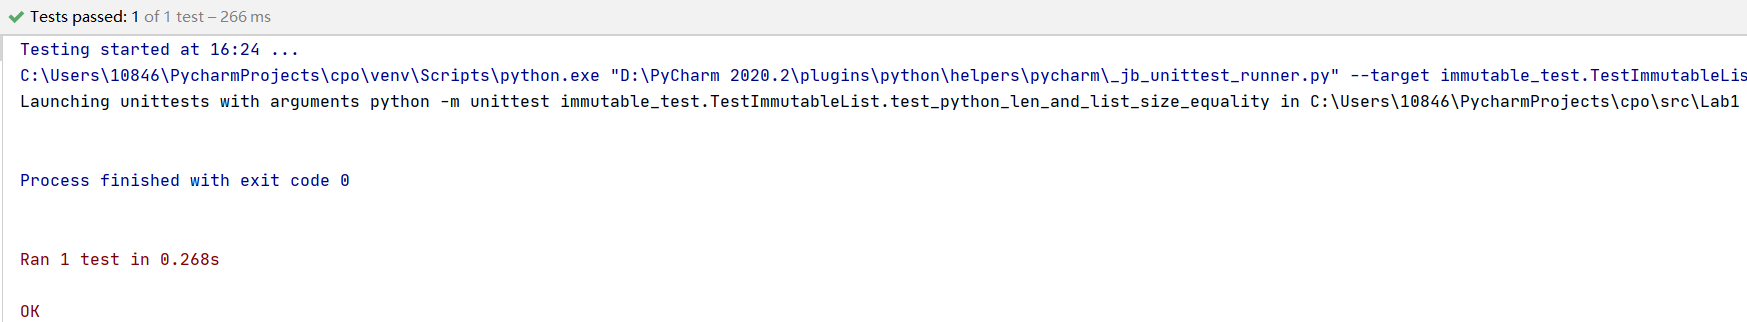 Tests passed: 1 of 1 test – 266 ms
Testing started at 16:24 ...
C:\Users\10846\PycharmProjects\cpo\venv\Scripts\python.exe "D:\PyCharm 2020.2\plugins\python\helpers\pycharm\_jb_unittest_runner.py" --target immutable_test.TestImmutableLis
Launching unittests with arguments python -m unittest immutable_test.TestImmutableList.test_python_len_and_list_size_equality in C:\Users\10846\PycharmProjects\cpo\src\Lab1
Process finished with exit code 0
Ran 1 test in 0.268s
OK